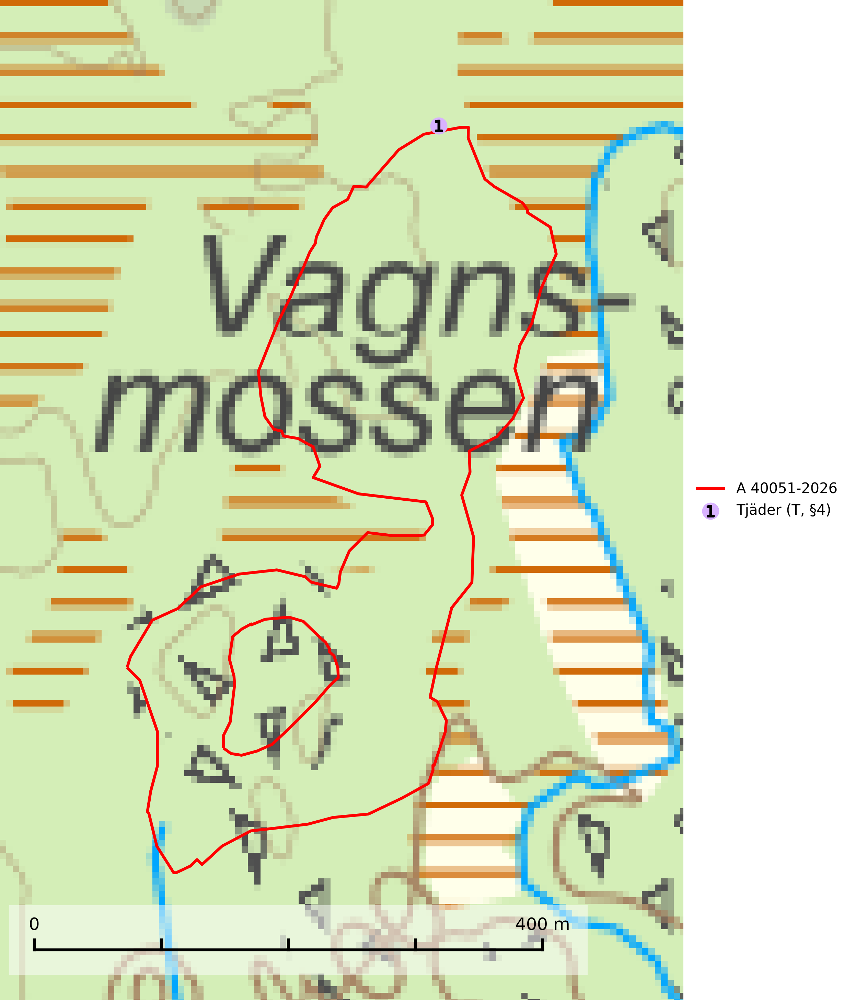 1
Vagns-
mossen
A 40051-2026
1 Tjäder (T, §4)
0 400 m